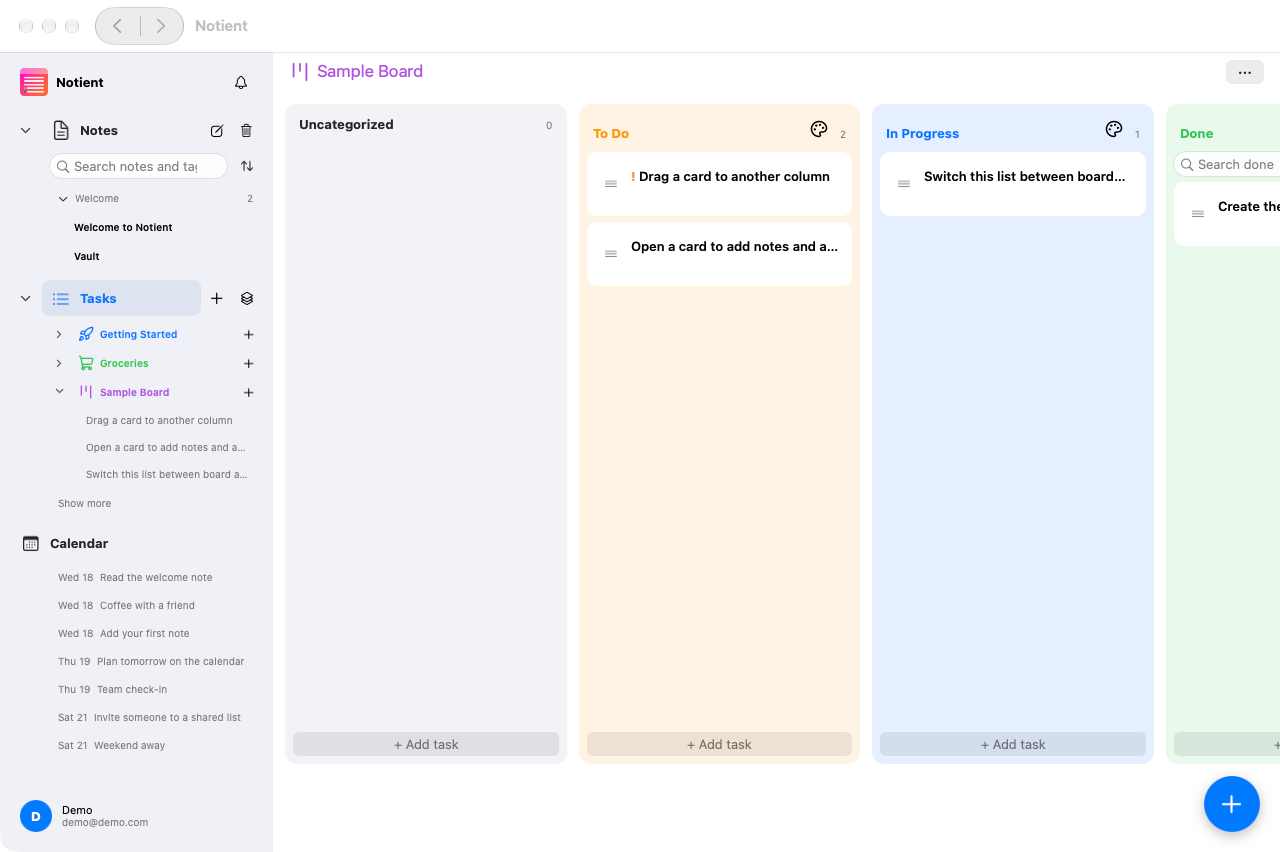 Notient
Notient
Notes
Search notes and tag
Welcome 2
Welcome to Notient
Vault
Tasks
Getting Started
Groceries
Sample Board
Drag a card to another column
Open a card to add notes and a...
Switch this list between board a...
Show more
Calendar
Wed 18 Read the welcome note
Wed 18 Coffee with a friend
Wed 18 Add your first note
Thu 19 Plan tomorrow on the calendar
Thu 19 Team check-in
Sat 21 Invite someone to a shared list
Sat 21 Weekend away
D
Demo
demo@demo.com
Sample Board
...
Uncategorized 0
+ Add task
To Do 2
! Drag a card to another column
Open a card to add notes and a...
+ Add task
In Progress 1
Switch this list between board...
+ Add task
Done
Search done
Create the
+